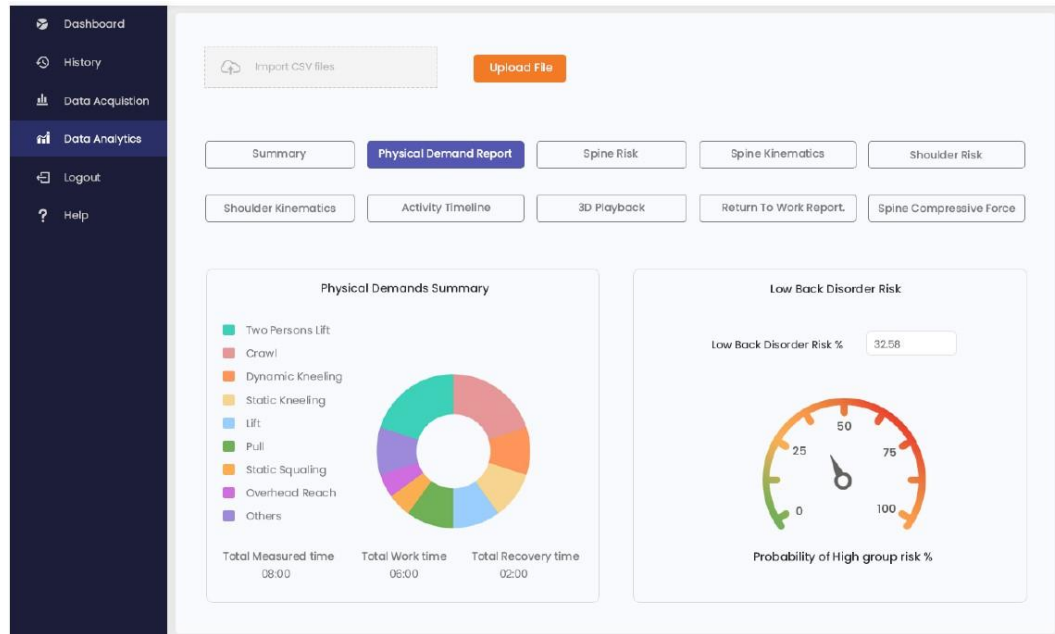 Dashboard
History
Data Acquistion
Data Analytics
Logout
Help
Import CSV files
Upload File
Summary
Physical Demand Report
Spine Risk
Spine Kinematics
Shoulder Risk
Shoulder Kinematics
Activity Timeline
3D Playback
Return To Work Report.
Spine Compressive Force
Physical Demands Summary
Two Persons Lift
Crawl
Dynamic Kneeling
Static Kneeling
Lift
Pull
Static Squaling
Overhead Reach
Others
Total Measured time
08:00
Total Work time
06:00
Total Recovery time
02:00
Low Back Disorder Risk
Low Back Disorder Risk %
32.58
0
25
50
75
100
Probability of High group risk %